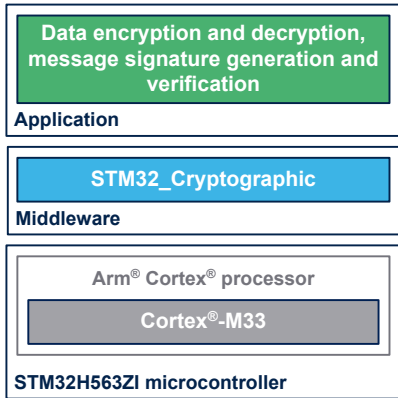 Data encryption and decryption,
message signature generation and
verification
Application
STM32_Cryptographic
Middleware
Arm® Cortex® processor
Cortex®-M33
STM32H563ZI microcontroller